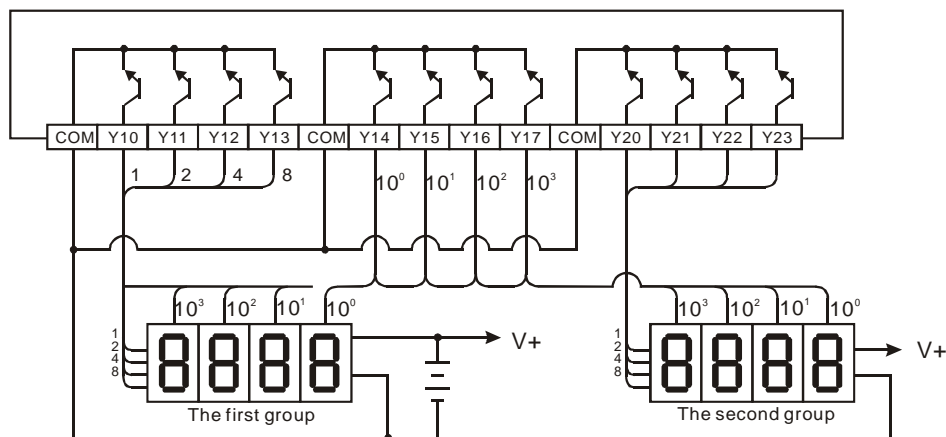 COM Y10 Y11 Y12 Y13 COM Y14 Y15 Y16 Y17 COM Y20 Y21 Y22 Y23
1 2 4 8 10⁰ 10¹ 10² 10³
10³ 10² 10¹ 10⁰ 10³ 10² 10¹ 10⁰
1 1
2 V+ 2 V+
4 4
8 8
The first group The second group